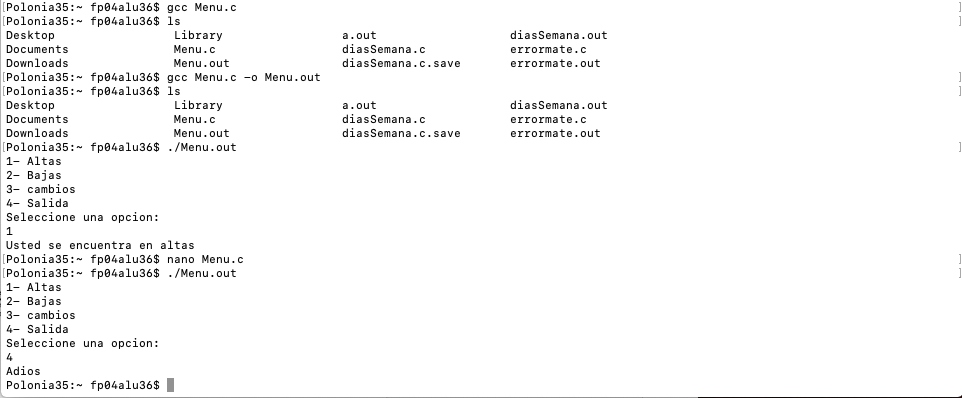 [Polonia35:~ fp04alu36$ gcc Menu.c ]
[Polonia35:~ fp04alu36$ ls ]
Desktop Library a.out diasSemana.out
Documents Menu.c diasSemana.c errormate.c
Downloads Menu.out diasSemana.c.save errormate.out
[Polonia35:~ fp04alu36$ gcc Menu.c -o Menu.out ]
[Polonia35:~ fp04alu36$ ls ]
Desktop Library a.out diasSemana.out
Documents Menu.c diasSemana.c errormate.c
Downloads Menu.out diasSemana.c.save errormate.out
[Polonia35:~ fp04alu36$ ./Menu.out ]
1- Altas
2- Bajas
3- cambios
4- Salida
Seleccione una opcion:
1
Usted se encuentra en altas
[Polonia35:~ fp04alu36$ nano Menu.c ]
[Polonia35:~ fp04alu36$ ./Menu.out ]
1- Altas
2- Bajas
3- cambios
4- Salida
Seleccione una opcion:
4
Adios
Polonia35:~ fp04alu36$